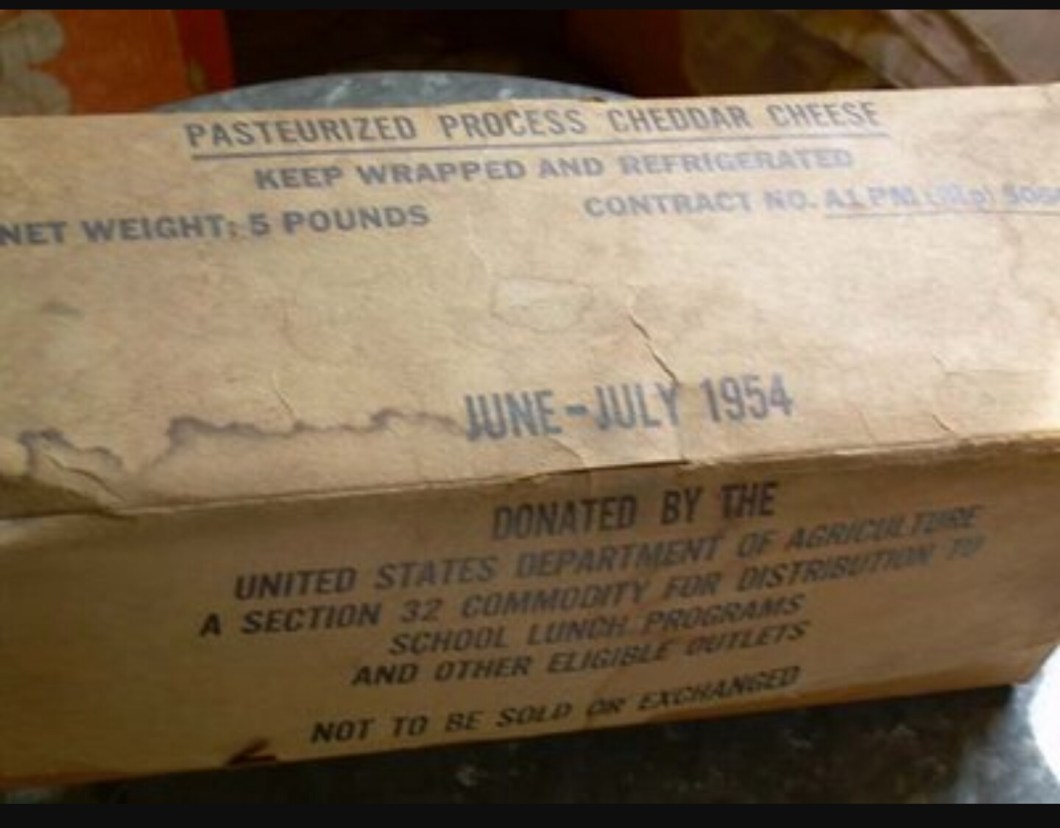 PASTEURIZED PROCESS CHEDDAR CHEESE
KEEP WRAPPED AND REFRIGERATED
NET WEIGHT: 5 POUNDS
CONTRACT NO. A1 PM
JUNE-JULY 1954
DONATED BY THE
UNITED STATES DEPARTMENT OF AGRICULTURE
A SECTION 32 COMMODITY FOR DISTRIBUTION TO
SCHOOL LUNCH PROGRAMS
AND OTHER ELIGIBLE OUTLETS
NOT TO BE SOLD OR EXCHANGED